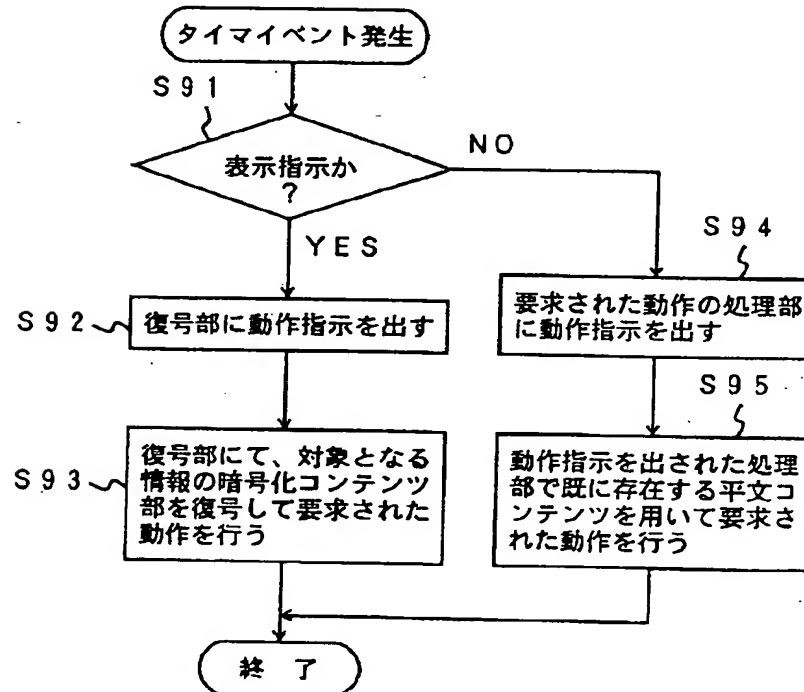 タイマイベント発生
S91
表示指示か
?
NO
YES
S92
復号部に動作指示を出す
S93
復号部にて、対象となる
情報の暗号化コンテンツ
部を復号して要求された
動作を行う
S94
要求された動作の処理部
に動作指示を出す
S95
動作指示を出された処理
部で既に存在する平文コ
ンテンツを用いて要求さ
れた動作を行う
終了